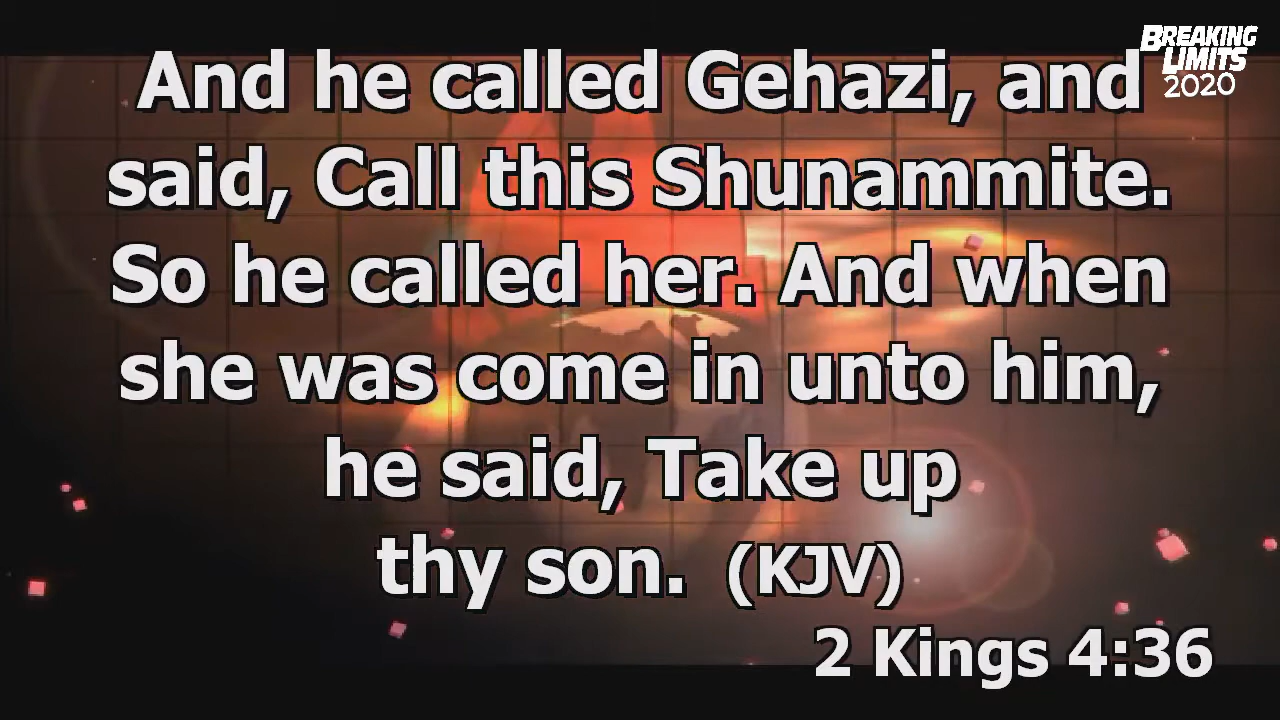 BREAKING
LIMITS
2020
And he called Gehazi, and
said, Call this Shunammite.
So he called her. And when
she was come in unto him,
he said, Take up
thy son. (KJV)
2 Kings 4:36